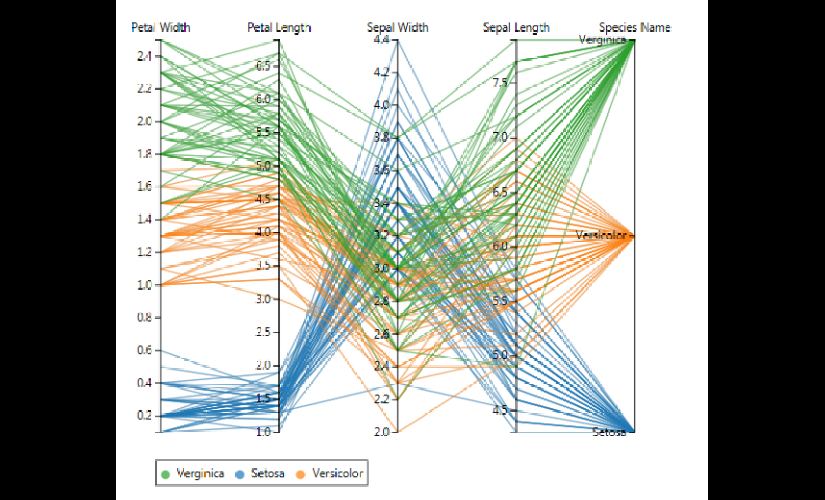 Petal Width Petal Length Sepal Width Sepal Length Species Name
2.4 2.2 2.0 1.8 1.6 1.4 1.2 1.0 0.8 0.6 0.4 0.2
6.5 6.0 5.5 5.0 4.5 4.0 3.5 3.0 2.5 2.0 1.5 1.0
4.4 4.2 4.0 3.8 3.6 3.4 3.2 3.0 2.8 2.6 2.4 2.2 2.0
7.5 7.0 6.5 6.0 5.5 5.0 4.5
Verginica
Versicolor
Setosa
Verginica Setosa Versicolor